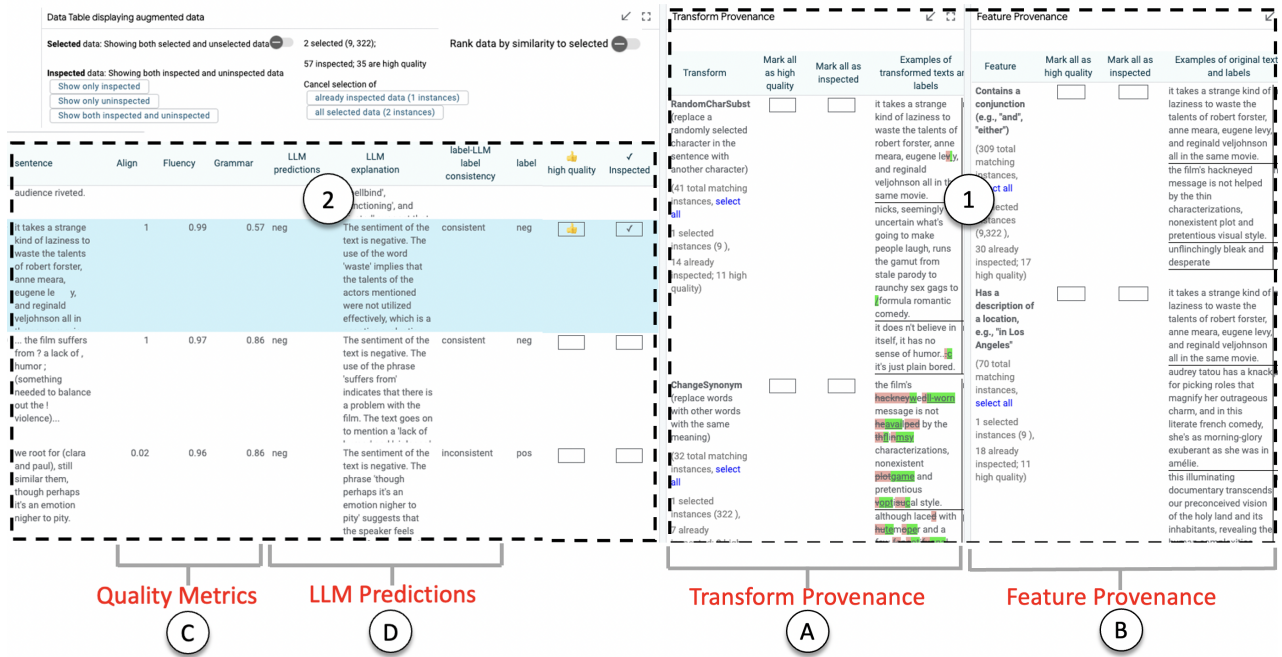 Data Table displaying augmented data
Selected data: Showing both selected and unselected data
2 selected (9, 322);
Rank data by similarity to selected
57 inspected; 35 are high quality
Inspected data: Showing both inspected and uninspected data
Show only inspected
Show only uninspected
Show both inspected and uninspected
Cancel selection of
already inspected data (1 instances)
all selected data (2 instances)
sentence
Align
Fluency
Grammar
LLM
predictions
LLM
explanation
label-LLM
label
consistency
label
👍
high quality
✓
Inspected
audience riveted.
and
2
it takes a strange
kind of laziness to
waste the talents
of robert forster,
anne meara,
eugene le y,
and reginald
veljohnson all in
1
0.99
0.57
neg
The sentiment of the
text is negative. The
use of the word
'waste' implies that
the talents of the
actors mentioned
were not utilized
effectively, which is a
consistent
neg
👍
✓
... the film suffers
from ? a lack of ,
humor ;
(something
needed to balance
out the !
violence)...
1
0.97
0.86
neg
The sentiment of the
text is negative. The
use of the phrase
'suffers from'
indicates that there is
a problem with the
film. The text goes on
to mention a 'lack of
consistent
neg
we root for (clara
and paul), still
similar them,
though perhaps
it's an emotion
nigher to pity.
0.02
0.96
0.86
neg
The sentiment of the
text is negative. The
phrase 'though
perhaps it's an
emotion nigher to
pity' suggests that
the speaker feels
inconsistent
pos
Transform Provenance
Transform
Mark all
as high
quality
Mark all as
inspected
Examples of
transformed texts ar
labels
RandomCharSubst
(replace a
randomly selected
character in the
sentence with
another character)
(41 total matching
instances, select
all
1 selected
instances (9 ),
14 already
inspected; 11 high
quality)
it takes a strange
kind of laziness to
waste the talents of
robert forster, anne
meara, eugene levy,
and reginald
veljohnson all in the
same movie.
nicks, seemingly
uncertain what's
going to make
people laugh, runs
the gamut from
stale parody to
raunchy sex gags to
formula romantic
comedy.
it does n't believe in
itself, it has no
sense of humor..:c
it's just plain bored.
ChangeSynonym
(replace words
with other words
with the same
meaning)
(32 total matching
instances, select
all
1 selected
instances (322 ),
7 already
the film's
hackneywedll-worn
message is not
by the
characterizations,
nonexistent
plotgame and
pretentious
style.
although laced with
and a
Feature Provenance
Feature
Mark all as
high quality
Mark all as
inspected
Examples of original text
and labels
1
Contains a
conjunction
(e.g., "and",
"either")
(309 total
matching
instances,
all
instances
(9,322 ),
30 already
inspected; 17
high quality)
it takes a strange kind of
laziness to waste the
talents of robert forster,
anne meara, eugene levy,
and reginald veljohnson
all in the same movie.
the film's hackneyed
message is not helped
by the thin
characterizations,
nonexistent plot and
pretentious visual style.
unflinchingly bleak and
desperate
Has a
description of
a location,
e.g., "in Los
Angeles"
(70 total
matching
instances,
select all
1 selected
instances (9 ),
18 already
inspected; 11
high quality)
it takes a strange kind of
laziness to waste the
talents of robert forster,
anne meara, eugene levy,
and reginald veljohnson
all in the same movie.
audrey tatou has a knack
for picking roles that
magnify her outrageous
charm, and in this
literate french comedy,
she's as morning-glory
exuberant as she was in
amélie.
this illuminating
documentary transcends
our preconceived vision
of the holy land and its
inhabitants, revealing the
Quality Metrics
C
LLM Predictions
D
Transform Provenance
A
Feature Provenance
B